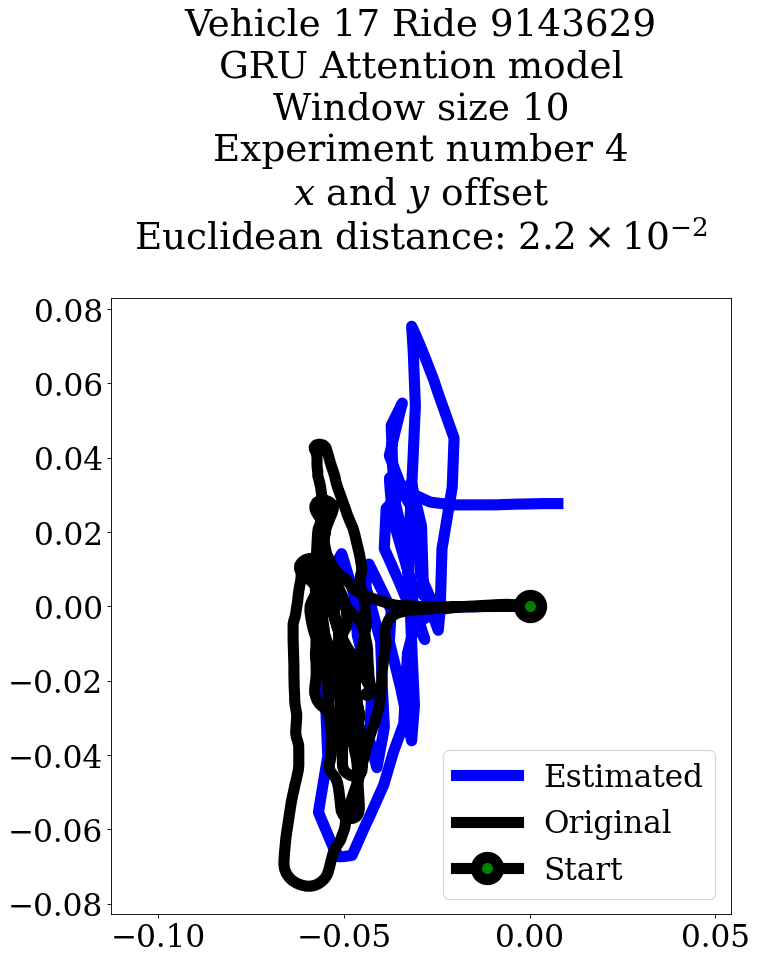 Vehicle 17 Ride 9143629
GRU Attention model
Window size 10
Experiment number 4
x and y offset
Euclidean distance: 2.2 × 10⁻²
0.08
0.06
0.04
0.02
0.00
−0.02
−0.04
−0.06
−0.08
Estimated
Original
Start
−0.10
−0.05
0.00
0.05